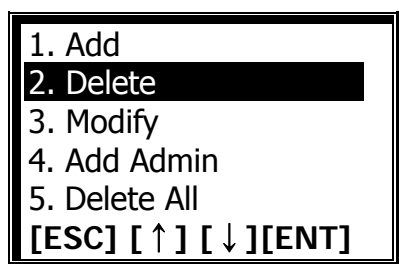 1. Add
2. Delete
3. Modify
4. Add Admin
5. Delete All
[ESC] [↑] [↓][ENT]